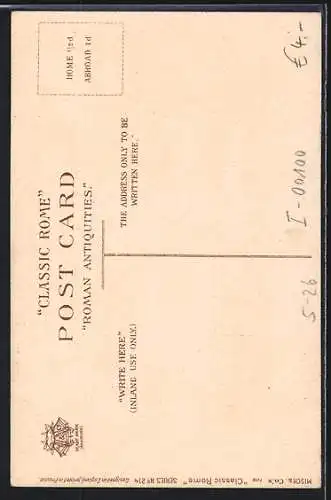 "CLASSIC ROME"
POST CARD
"ROMAN ANTIQUITIES."
HOME ½d.
ABROAD 1d
"WRITE HERE"
(INLAND USE ONLY.)
THE ADDRESS ONLY TO BE
WRITTEN HERE."
MISCH & Co's "Classic Rome" SERIES Nº 214
Designed in England, printed in
€ 4.-
I-00100
5-26